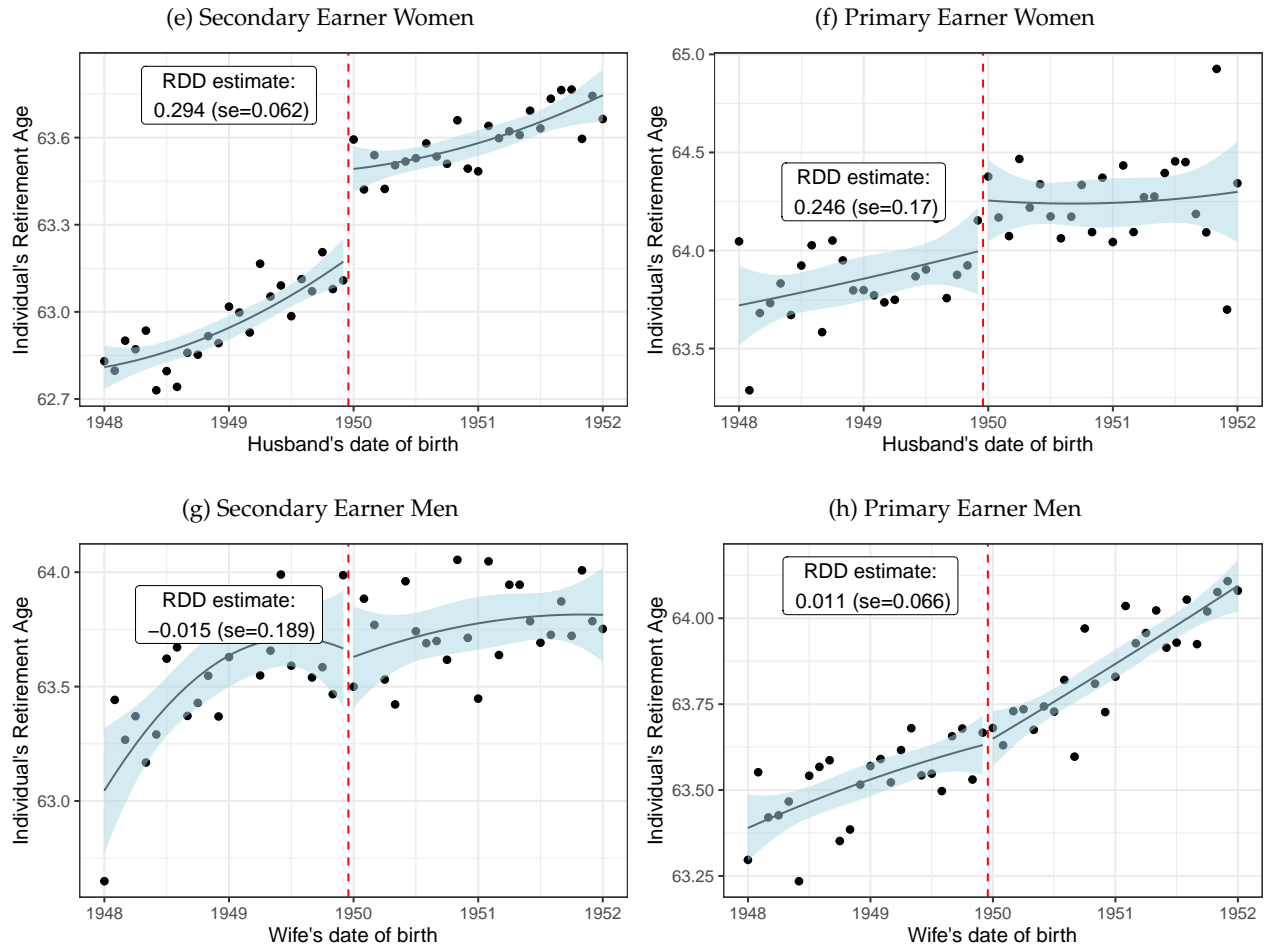 (e) Secondary Earner Women
RDD estimate:
0.294 (se=0.062)
Individual's Retirement Age
63.6
63.3
63.0
62.7
1948
1949
1950
1951
1952
Husband's date of birth
(f) Primary Earner Women
RDD estimate:
0.246 (se=0.17)
Individual's Retirement Age
65.0
64.5
64.0
63.5
1948
1949
1950
1951
1952
Husband's date of birth
(g) Secondary Earner Men
RDD estimate:
−0.015 (se=0.189)
Individual's Retirement Age
64.0
63.5
63.0
1948
1949
1950
1951
1952
Wife's date of birth
(h) Primary Earner Men
RDD estimate:
0.011 (se=0.066)
Individual's Retirement Age
64.00
63.75
63.50
63.25
1948
1949
1950
1951
1952
Wife's date of birth